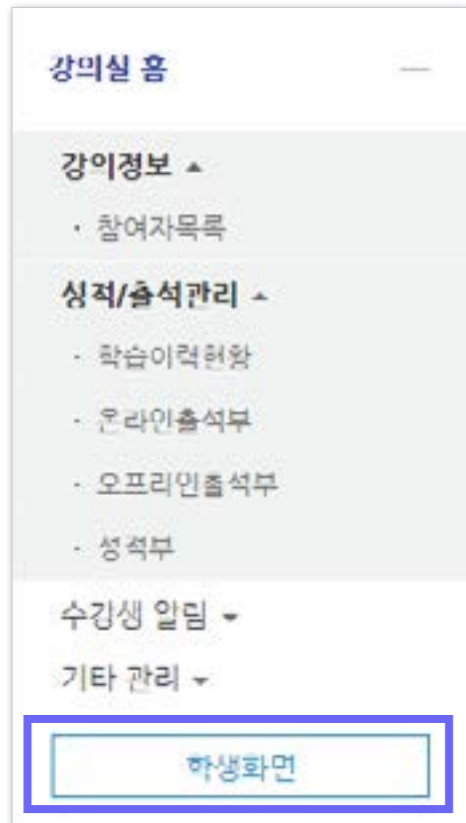 강의실 홈
강의정보
· 참여자목록
성적/출석관리
· 학습이력현황
· 온라인출석부
· 오프라인출석부
· 성적부
수강생 알림
기타 관리
학생화면